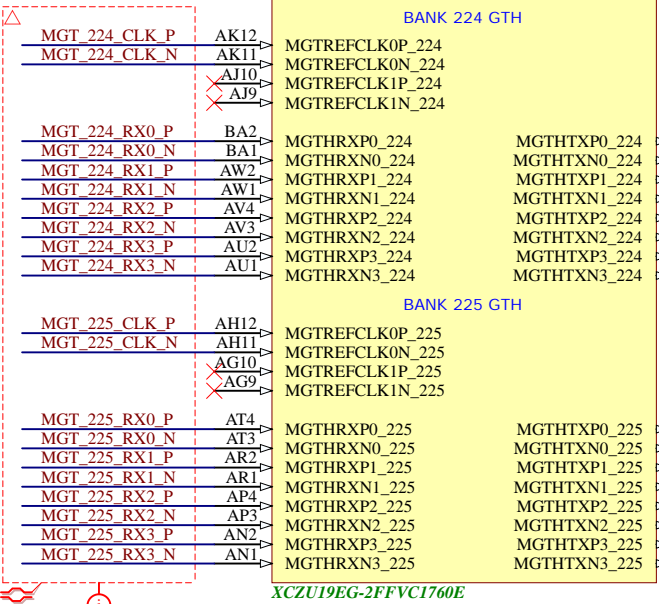 BANK 224 GTH
MGT_224_CLK_P AK12 MGTREFCLK0P_224
MGT_224_CLK_N AK11 MGTREFCLK0N_224
AJ10 MGTREFCLK1P_224
AJ9 MGTREFCLK1N_224
MGT_224_RX0_P BA2 MGTHRXP0_224 MGTHTXP0_224
MGT_224_RX0_N BA1 MGTHRXN0_224 MGTHTXN0_224
MGT_224_RX1_P AW2 MGTHRXP1_224 MGTHTXP1_224
MGT_224_RX1_N AW1 MGTHRXN1_224 MGTHTXN1_224
MGT_224_RX2_P AV4 MGTHRXP2_224 MGTHTXP2_224
MGT_224_RX2_N AV3 MGTHRXN2_224 MGTHTXN2_224
MGT_224_RX3_P AU2 MGTHRXP3_224 MGTHTXP3_224
MGT_224_RX3_N AU1 MGTHRXN3_224 MGTHTXN3_224
BANK 225 GTH
MGT_225_CLK_P AH12 MGTREFCLK0P_225
MGT_225_CLK_N AH11 MGTREFCLK0N_225
AG10 MGTREFCLK1P_225
AG9 MGTREFCLK1N_225
MGT_225_RX0_P AT4 MGTHRXP0_225 MGTHTXP0_225
MGT_225_RX0_N AT3 MGTHRXN0_225 MGTHTXN0_225
MGT_225_RX1_P AR2 MGTHRXP1_225 MGTHTXP1_225
MGT_225_RX1_N AR1 MGTHRXN1_225 MGTHTXN1_225
MGT_225_RX2_P AP4 MGTHRXP2_225 MGTHTXP2_225
MGT_225_RX2_N AP3 MGTHRXN2_225 MGTHTXN2_225
MGT_225_RX3_P AN2 MGTHRXP3_225 MGTHTXP3_225
MGT_225_RX3_N AN1 MGTHRXN3_225 MGTHTXN3_225
XCZU19EG-2FFVC1760E